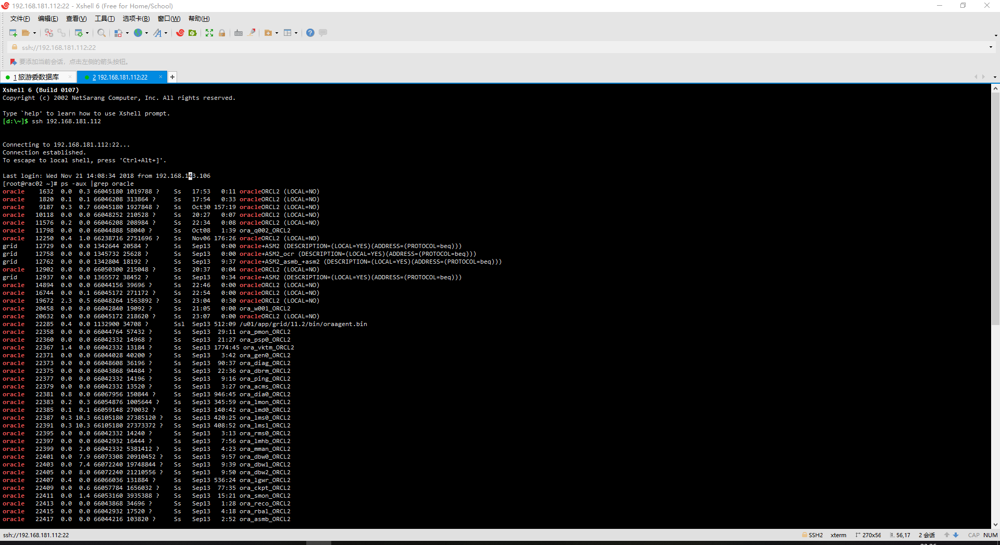 192.168.181.112:22 - Xshell 6 (Free for Home/School)
文件(F) 编辑(E) 查看(V) 工具(T) 选项卡(B) 窗口(W) 帮助(H)
ssh://192.168.181.112:22
要添加当前会话，点击左侧的箭头按钮。
1 旅游委数据库 × 2 192.168.181.112:22 × +
Xshell 6 (Build 0107)
Copyright (c) 2002 NetSarang Computer, Inc. All rights reserved.
Type `help' to learn how to use Xshell prompt.
[d:\~]$ ssh 192.168.181.112
Connecting to 192.168.181.112:22...
Connection established.
To escape to local shell, press 'Ctrl+Alt+]'.
Last login: Wed Nov 21 14:08:34 2018 from 192.168.143.106
[root@rac02 ~]# ps -aux |grep oracle
oracle 1632 0.0 0.3 66045180 1019788 ? Ss 17:53 0:11 oracleORCL2 (LOCAL=NO)
oracle 1820 0.1 0.1 66046208 313864 ? Ss 17:54 0:33 oracleORCL2 (LOCAL=NO)
oracle 9187 0.3 0.7 66045180 1927848 ? Ss Oct30 157:19 oracleORCL2 (LOCAL=NO)
oracle 10118 0.0 0.0 66048252 210528 ? Ss 20:27 0:07 oracleORCL2 (LOCAL=NO)
oracle 11576 0.2 0.0 66046208 208984 ? Ss 22:34 0:08 oracleORCL2 (LOCAL=NO)
oracle 11798 0.0 0.0 66044888 58040 ? Ss Oct08 1:39 ora_q002_ORCL2
oracle 12250 0.4 1.0 66238716 2751696 ? Ss Nov06 176:26 oracleORCL2 (LOCAL=NO)
grid 12729 0.0 0.0 1342644 20584 ? Ss Sep13 0:00 oracle+ASM2 (DESCRIPTION=(LOCAL=YES)(ADDRESS=(PROTOCOL=beq)))
grid 12758 0.0 0.0 1345732 25628 ? Ss Sep13 0:00 oracle+ASM2_ocr (DESCRIPTION=(LOCAL=YES)(ADDRESS=(PROTOCOL=beq)))
grid 12762 0.0 0.0 1342804 18192 ? Ss Sep13 9:37 oracle+ASM2_asmb_+asm2 (DESCRIPTION=(LOCAL=YES)(ADDRESS=(PROTOCOL=beq)))
oracle 12902 0.0 0.0 66050300 215048 ? Ss 20:37 0:04 oracleORCL2 (LOCAL=NO)
grid 12937 0.0 0.0 1365572 38452 ? Ss Sep13 0:34 oracle+ASM2 (DESCRIPTION=(LOCAL=YES)(ADDRESS=(PROTOCOL=beq)))
oracle 14894 0.0 0.0 66044156 39696 ? Ss 22:46 0:00 oracleORCL2 (LOCAL=NO)
oracle 16744 0.0 0.1 66045172 271172 ? Ss 22:54 0:00 oracleORCL2 (LOCAL=NO)
oracle 19672 2.3 0.5 66048264 1563892 ? Ss 23:04 0:30 oracleORCL2 (LOCAL=NO)
oracle 20458 0.0 0.0 66042840 19092 ? Ss 21:05 0:00 ora_w001_ORCL2
oracle 20632 0.0 0.0 66045172 218620 ? Ss 23:07 0:00 oracleORCL2 (LOCAL=NO)
oracle 22285 0.4 0.0 1132900 34708 ? Ssl Sep13 512:09 /u01/app/grid/11.2/bin/oraagent.bin
oracle 22358 0.0 0.0 66044764 57432 ? Ss Sep13 29:11 ora_pmon_ORCL2
oracle 22360 0.0 0.0 66042332 14968 ? Ss Sep13 21:27 ora_psp0_ORCL2
oracle 22367 1.4 0.0 66042332 13184 ? Ss Sep13 1774:45 ora_vktm_ORCL2
oracle 22371 0.0 0.0 66044028 40200 ? Ss Sep13 3:42 ora_gen0_ORCL2
oracle 22373 0.0 0.0 66048608 36196 ? Ss Sep13 90:37 ora_diag_ORCL2
oracle 22375 0.0 0.0 66043868 94484 ? Ss Sep13 22:36 ora_dbrm_ORCL2
oracle 22377 0.0 0.0 66042332 14196 ? Ss Sep13 9:16 ora_ping_ORCL2
oracle 22379 0.0 0.0 66042332 13520 ? Ss Sep13 3:27 ora_acms_ORCL2
oracle 22381 0.8 0.0 66067956 150844 ? Ss Sep13 946:45 ora_dia0_ORCL2
oracle 22383 0.2 0.3 66054876 1005644 ? Ss Sep13 345:59 ora_lmon_ORCL2
oracle 22385 0.1 0.1 66059148 270032 ? Ss Sep13 140:42 ora_lmd0_ORCL2
oracle 22387 0.3 10.3 66105180 27385120 ? Ss Sep13 420:25 ora_lms0_ORCL2
oracle 22391 0.3 10.3 66105180 27373372 ? Ss Sep13 408:52 ora_lms1_ORCL2
oracle 22395 0.0 0.0 66042332 14240 ? Ss Sep13 3:13 ora_rms0_ORCL2
oracle 22397 0.0 0.0 66042932 16444 ? Ss Sep13 7:56 ora_lmhb_ORCL2
oracle 22399 0.0 2.0 66042332 5381412 ? Ss Sep13 4:23 ora_mman_ORCL2
oracle 22401 0.0 7.9 66073308 20910452 ? Ss Sep13 9:57 ora_dbw0_ORCL2
oracle 22403 0.0 7.4 66072240 19748844 ? Ss Sep13 9:39 ora_dbw1_ORCL2
oracle 22405 0.0 8.0 66072240 21210556 ? Ss Sep13 9:50 ora_dbw2_ORCL2
oracle 22407 0.4 0.0 66066036 131884 ? Ss Sep13 536:24 ora_lgwr_ORCL2
oracle 22409 0.0 0.6 66057784 1656032 ? Ss Sep13 77:35 ora_ckpt_ORCL2
oracle 22411 0.0 1.4 66053160 3935388 ? Ss Sep13 15:21 ora_smon_ORCL2
oracle 22413 0.0 0.0 66043868 34696 ? Ss Sep13 1:28 ora_reco_ORCL2
oracle 22415 0.0 0.0 66042932 17520 ? Ss Sep13 4:18 ora_rbal_ORCL2
oracle 22417 0.0 0.0 66044216 103820 ? Ss Sep13 2:52 ora_asmb_ORCL2
ssh://192.168.181.112:22 SSH2 xterm 270x56 56,17 2 会话 CAP NUM